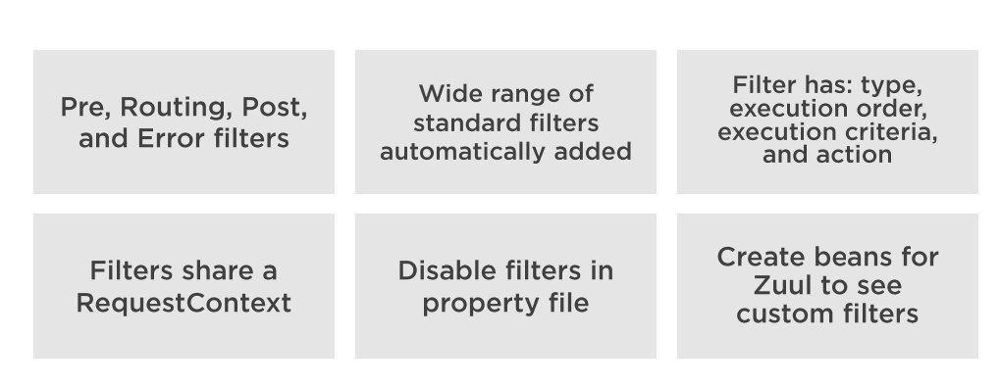 Pre, Routing, Post,
and Error filters
Wide range of
standard filters
automatically added
Filter has: type,
execution order,
execution criteria,
and action
Filters share a
RequestContext
Disable filters in
property file
Create beans for
Zuul to see
custom filters